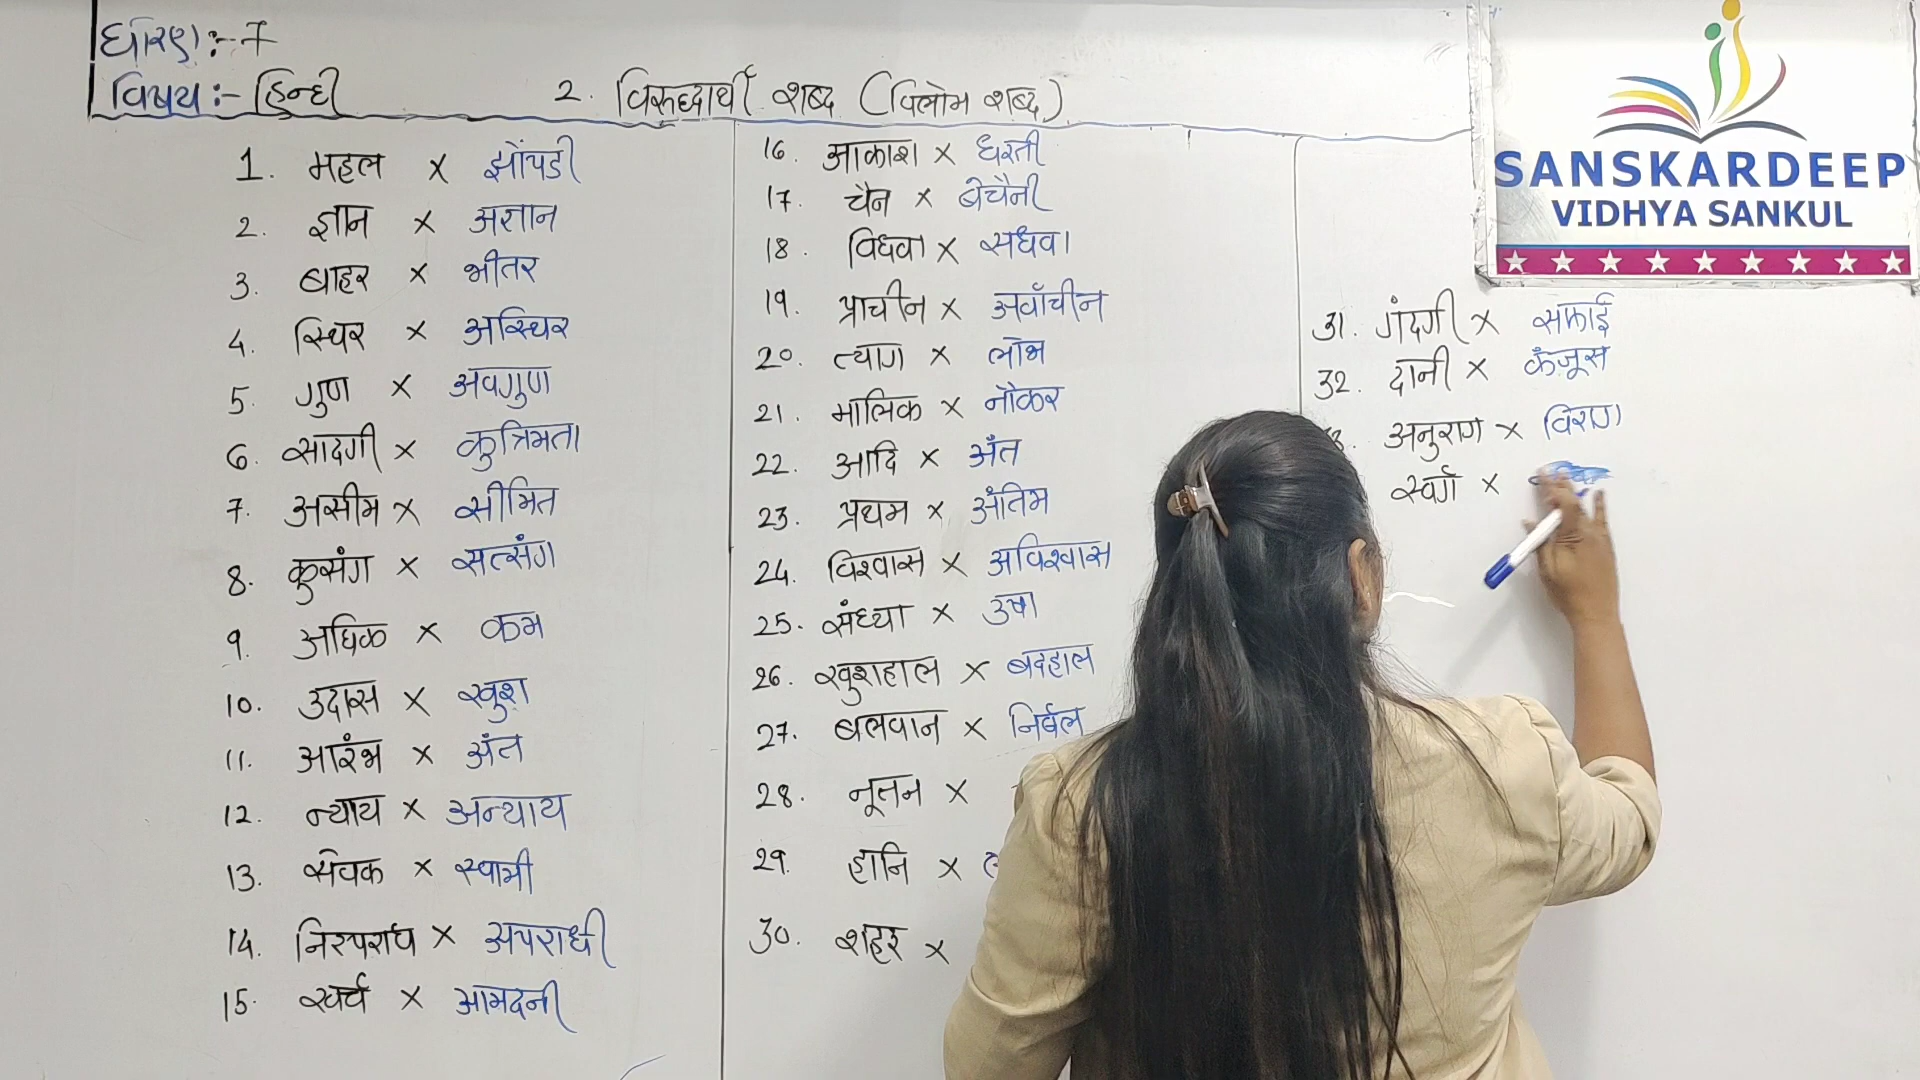 धोरण :- 7
विषय :- हिन्दी
2. विरुद्धार्थी शब्द (विलोम शब्द)
1. महल × झोंपडी
2. ज्ञान × अज्ञान
3. बाहर × भीतर
4. स्थिर × अस्थिर
5. गुण × अवगुण
6. सादगी × कुत्रिमता
7. असीम × सीमित
8. कुसंग × सत्संग
9. अधिक × कम
10. उदास × खुश
11. आरंभ × अंत
12. न्याय × अन्याय
13. सेवक × स्वामी
14. निरपराध × अपराधी
15. खर्च × आमदनी
16. आकाश × धरती
17. चैन × बेचैनी
18. विधवा × सधवा
19. प्राचीन × अर्वाचीन
20. त्याग × लोभ
21. मालिक × नौकर
22. आदि × अंत
23. प्रथम × अंतिम
24. विश्वास × अविश्वास
25. संध्या × उषा
26. खुशहाल × बदहाल
27. बलवान × निर्बल
28. नूतन ×
29. हानि ×
30. शहर ×
31. गंदगी × सफाई
32. दानी × कंजूस
अनुराग × विराग
स्वर्ग ×
SANSKARDEEP
VIDHYA SANKUL